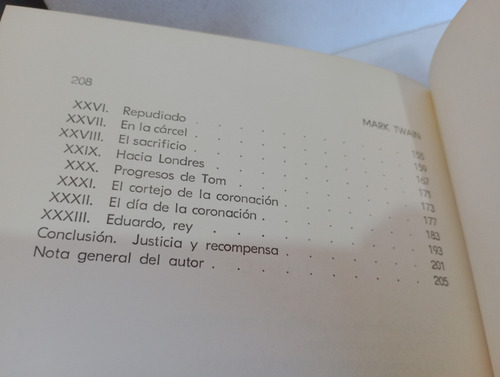 208
MARK TWAIN
XXVI. Repudiado . . . . . . . . 155
XXVII. En la cárcel . . . . . . . . 159
XXVIII. El sacrificio . . . . . . . . 167
XXIX. Hacia Londres . . . . . . . 171
XXX. Progresos de Tom . . . . . . 173
XXXI. El cortejo de la coronación . . . . 177
XXXII. El día de la coronación . . . . . 183
XXXIII. Eduardo, rey . . . . . . . 193
Conclusión. Justicia y recompensa . . . . . 201
Nota general del autor . . . . . . . 205